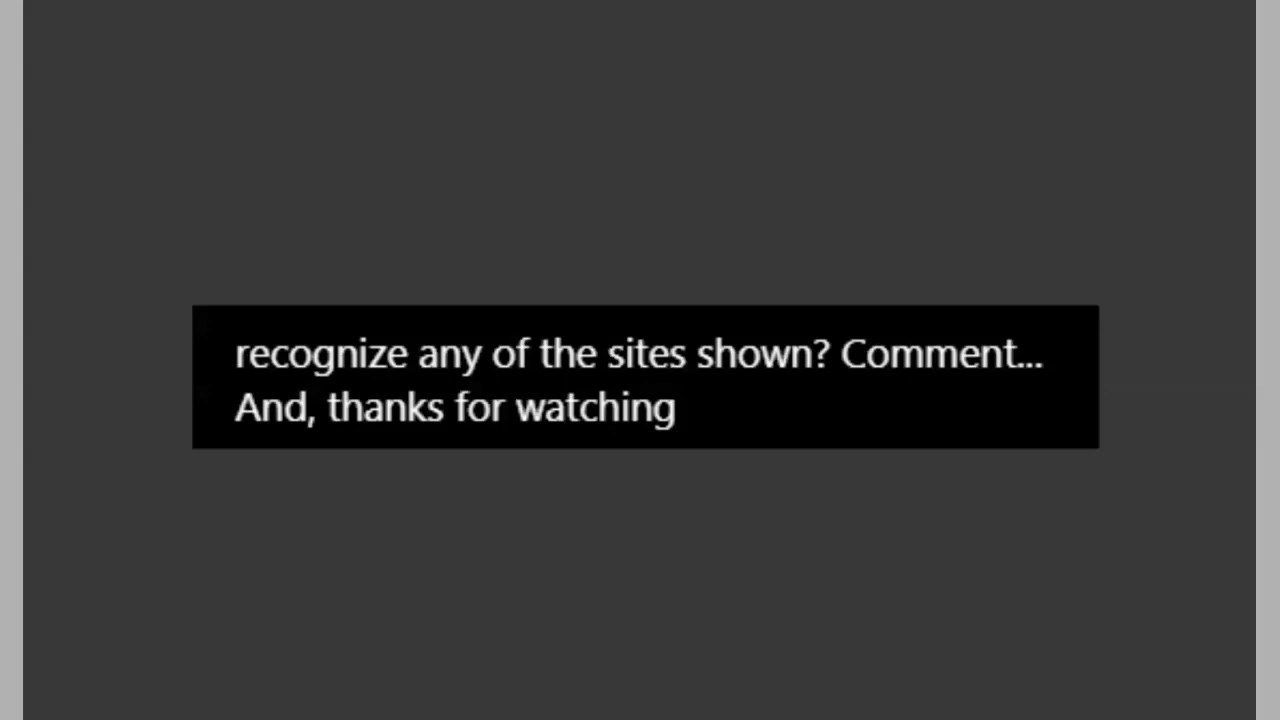 recognize any of the sites shown? Comment...
And, thanks for watching